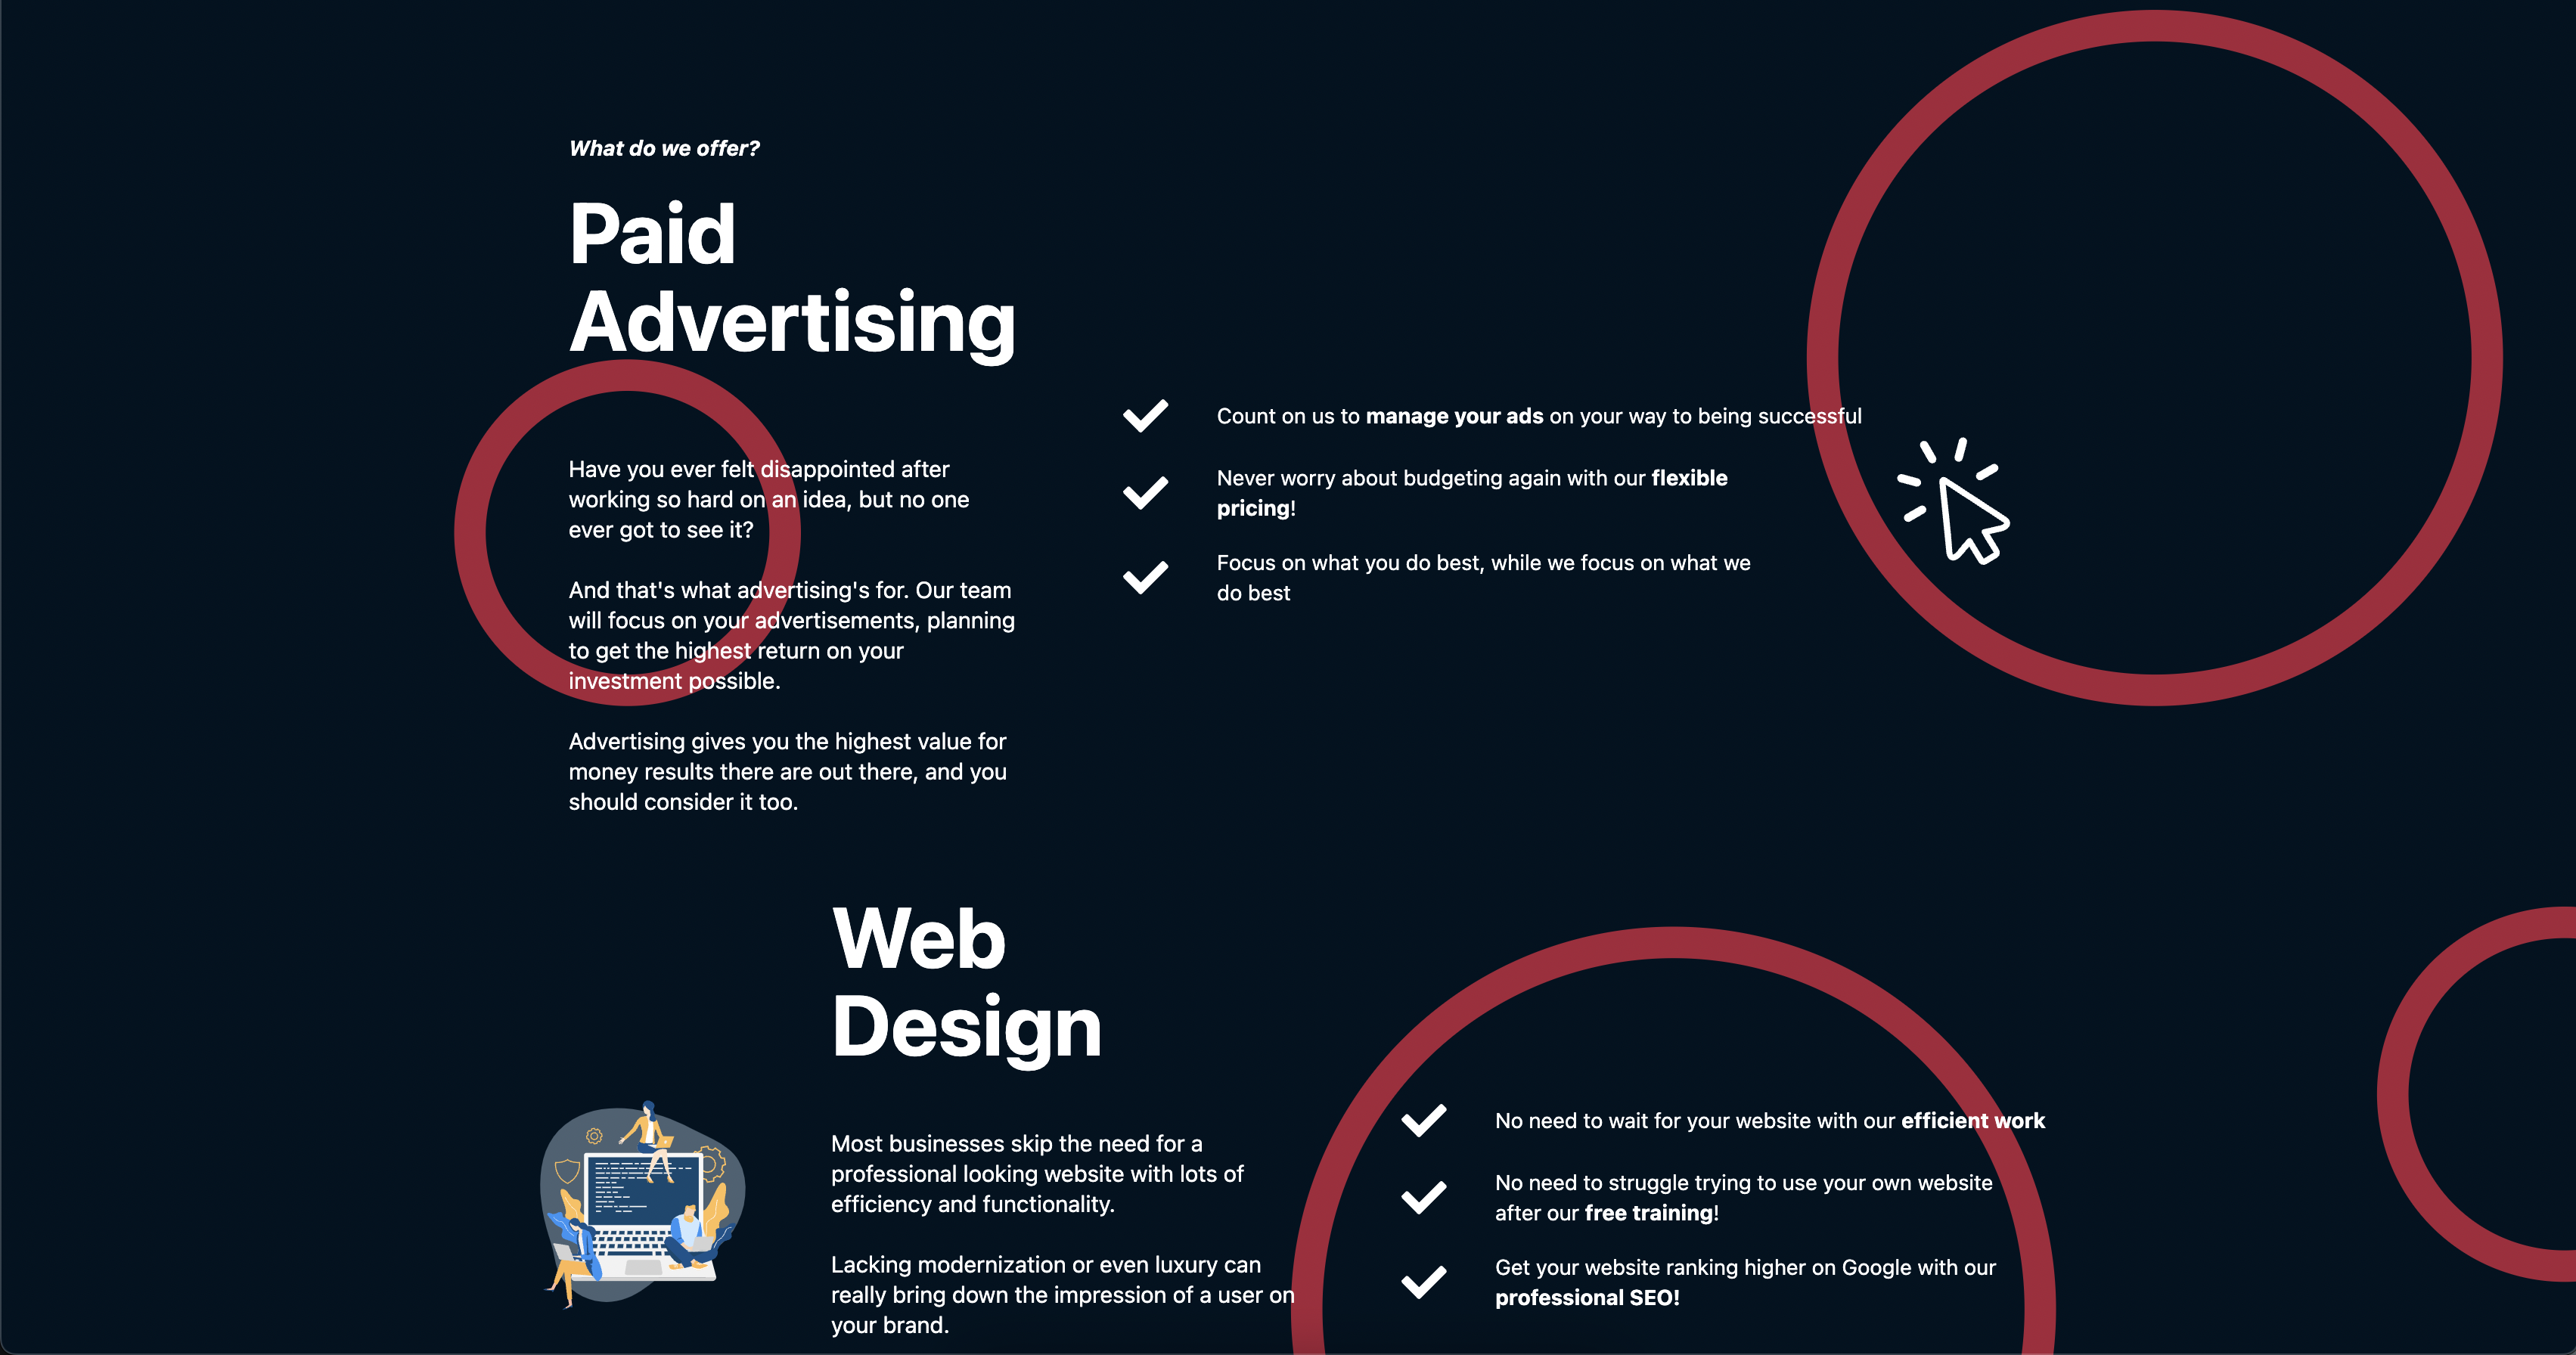 What do we offer?
Paid
Advertising
Have you ever felt disappointed after
working so hard on an idea, but no one
ever got to see it?
And that's what advertising's for. Our team
will focus on your advertisements, planning
to get the highest return on your
investment possible.
Advertising gives you the highest value for
money results there are out there, and you
should consider it too.
Count on us to manage your ads on your way to being successful
Never worry about budgeting again with our flexible
pricing!
Focus on what you do best, while we focus on what we
do best
Web
Design
Most businesses skip the need for a
professional looking website with lots of
efficiency and functionality.
Lacking modernization or even luxury can
really bring down the impression of a user on
your brand.
No need to wait for your website with our efficient work
No need to struggle trying to use your own website
after our free training!
Get your website ranking higher on Google with our
professional SEO!